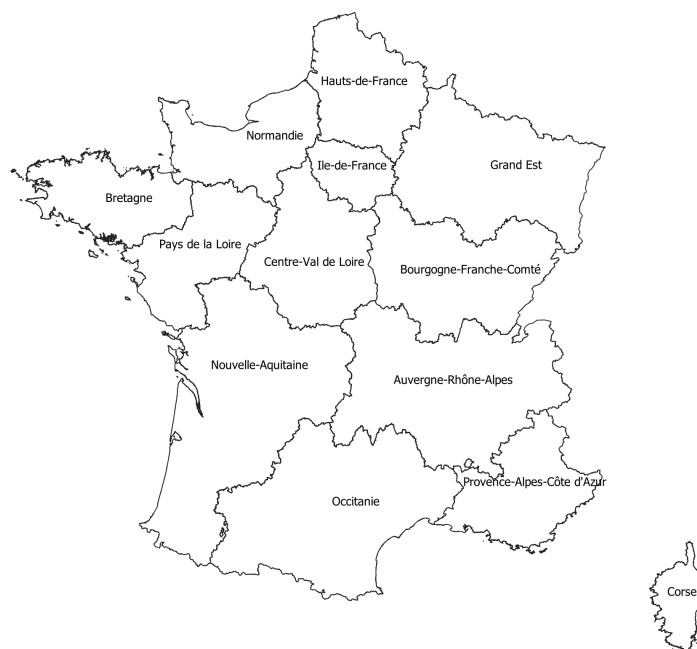 Hauts-de-France
Normandie
Ile-de-France
Grand Est
Bretagne
Pays de la Loire
Centre-Val de Loire
Bourgogne-Franche-Comté
Nouvelle-Aquitaine
Auvergne-Rhône-Alpes
Provence-Alpes-Côte d'Azur
Occitanie
Corse